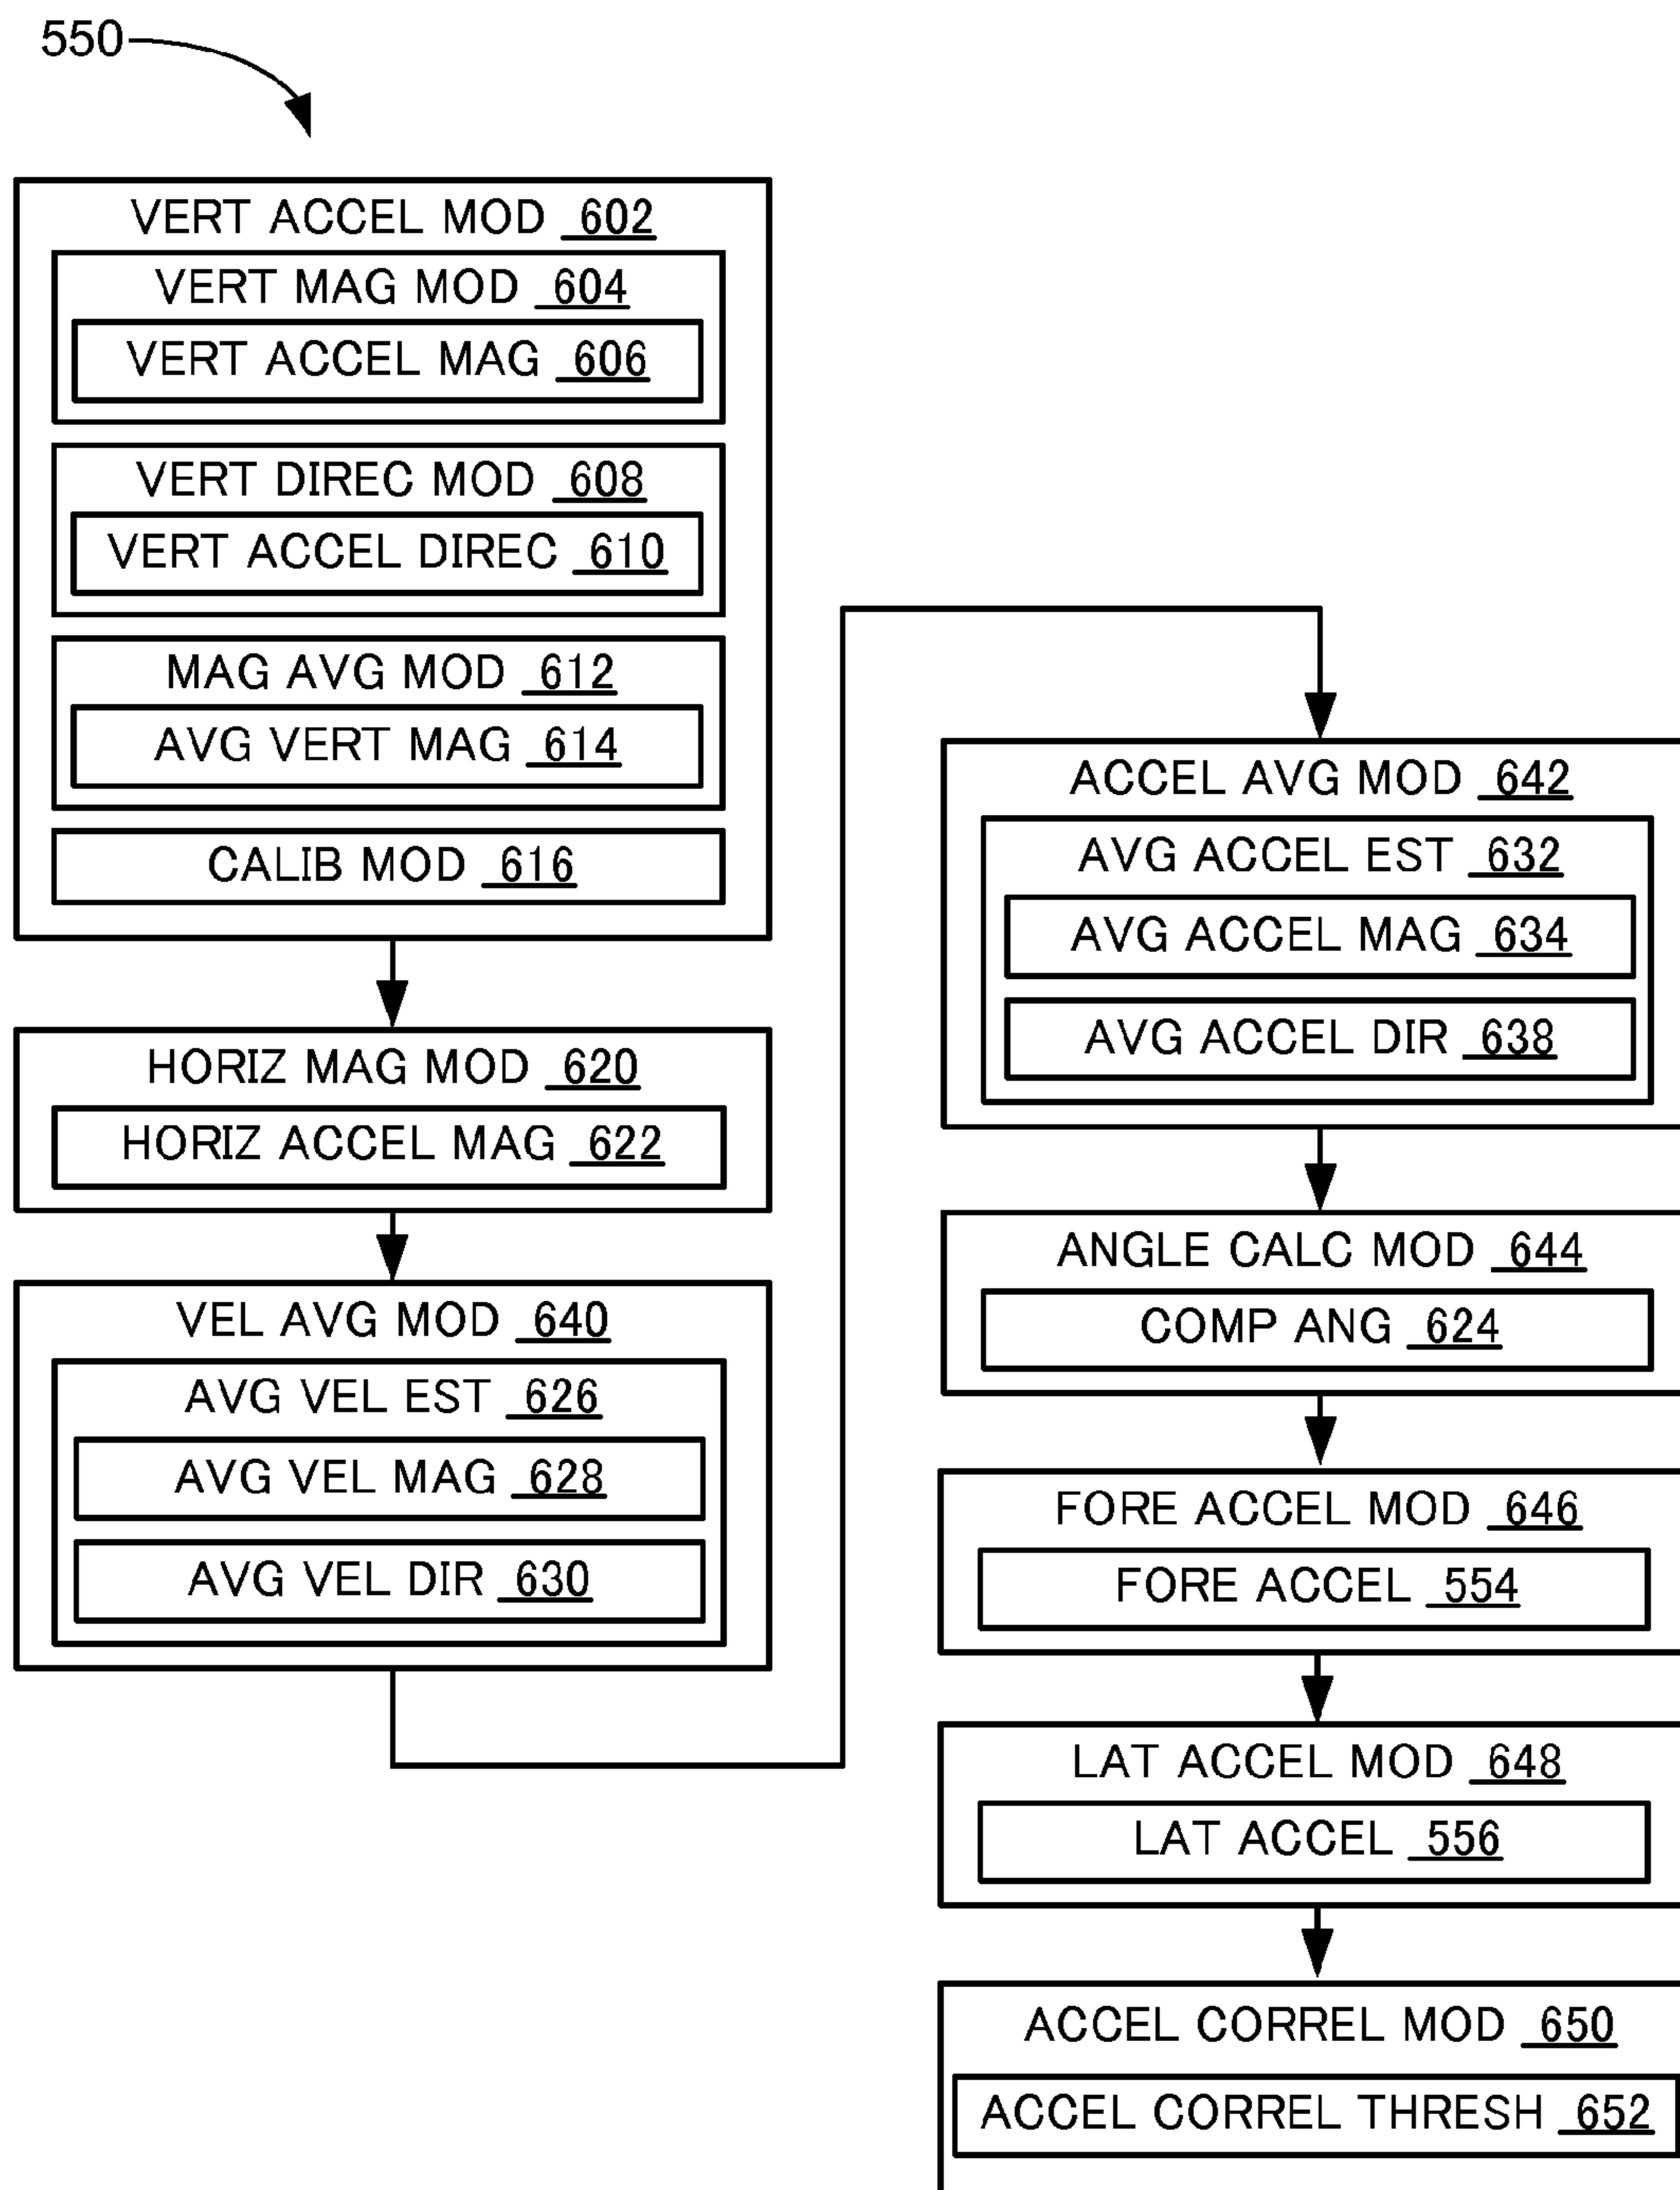 550
VERT ACCEL MOD 602
VERT MAG MOD 604
VERT ACCEL MAG 606
VERT DIREC MOD 608
VERT ACCEL DIREC 610
MAG AVG MOD 612
AVG VERT MAG 614
CALIB MOD 616
HORIZ MAG MOD 620
HORIZ ACCEL MAG 622
VEL AVG MOD 640
AVG VEL EST 626
AVG VEL MAG 628
AVG VEL DIR 630
ACCEL AVG MOD 642
AVG ACCEL EST 632
AVG ACCEL MAG 634
AVG ACCEL DIR 638
ANGLE CALC MOD 644
COMP ANG 624
FORE ACCEL MOD 646
FORE ACCEL 554
LAT ACCEL MOD 648
LAT ACCEL 556
ACCEL CORREL MOD 650
ACCEL CORREL THRESH 652